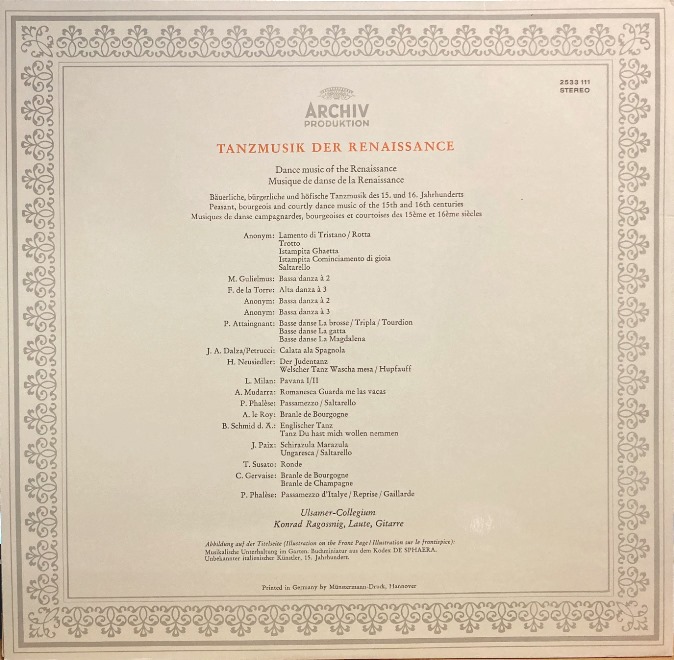 2533 111
STEREO
ARCHIV
PRODUKTION
TANZMUSIK DER RENAISSANCE
Dance music of the Renaissance
Musique de danse de la Renaissance
Bäuerliche, bürgerliche und höfische Tanzmusik des 15. und 16. Jahrhunderts
Peasant, bourgeois and courtly dance music of the 15th and 16th centuries
Musiques de danse campagnardes, bourgeoises et courtoises des 15ème et 16ème siècles
Anonym: Lamento di Tristano / Rotta
Trotto
Istampita Ghaetta
Istampita Cominciamento di gioia
Saltarello
M. Gulielmus: Bassa danza à 2
F. de la Torre: Alta danza à 3
Anonym: Bassa danza à 2
Anonym: Bassa danza à 3
P. Attaingnant: Basse danse La brosse / Tripla / Tourdion
Basse danse La gatta
Basse danse La Magdalena
J. A. Dalza/Petrucci: Calata ala Spagnola
H. Neusiedler: Der Judentanz
Welscher Tanz Wascha mesa / Hupfauff
L. Milan: Pavana I/II
A. Mudarra: Romanesca Guarda me las vacas
P. Phalèse: Passamezzo / Saltarello
A. le Roy: Branle de Bourgogne
B. Schmid d. Ä.: Englischer Tanz
Tanz Du hast mich wollen nemmen
J. Paix: Schirazula Marazula
Ungaresca / Saltarello
T. Susato: Ronde
C. Gervaise: Branle de Bourgogne
Branle de Champagne
P. Phalèse: Passamezzo d'Italye / Reprise / Gaillarde
Ulsamer-Collegium
Konrad Ragossnig, Laute, Gitarre
Abbildung auf der Titelseite (Illustration on the Front Page / Illustration sur le frontispice):
Musikalische Unterhaltung im Garten. Buchminiatur aus dem Kodex DE SPHAERA.
Unbekannter italienischer Künstler, 15. Jahrhundert.
Printed in Germany by Münstermann-Druck, Hannover